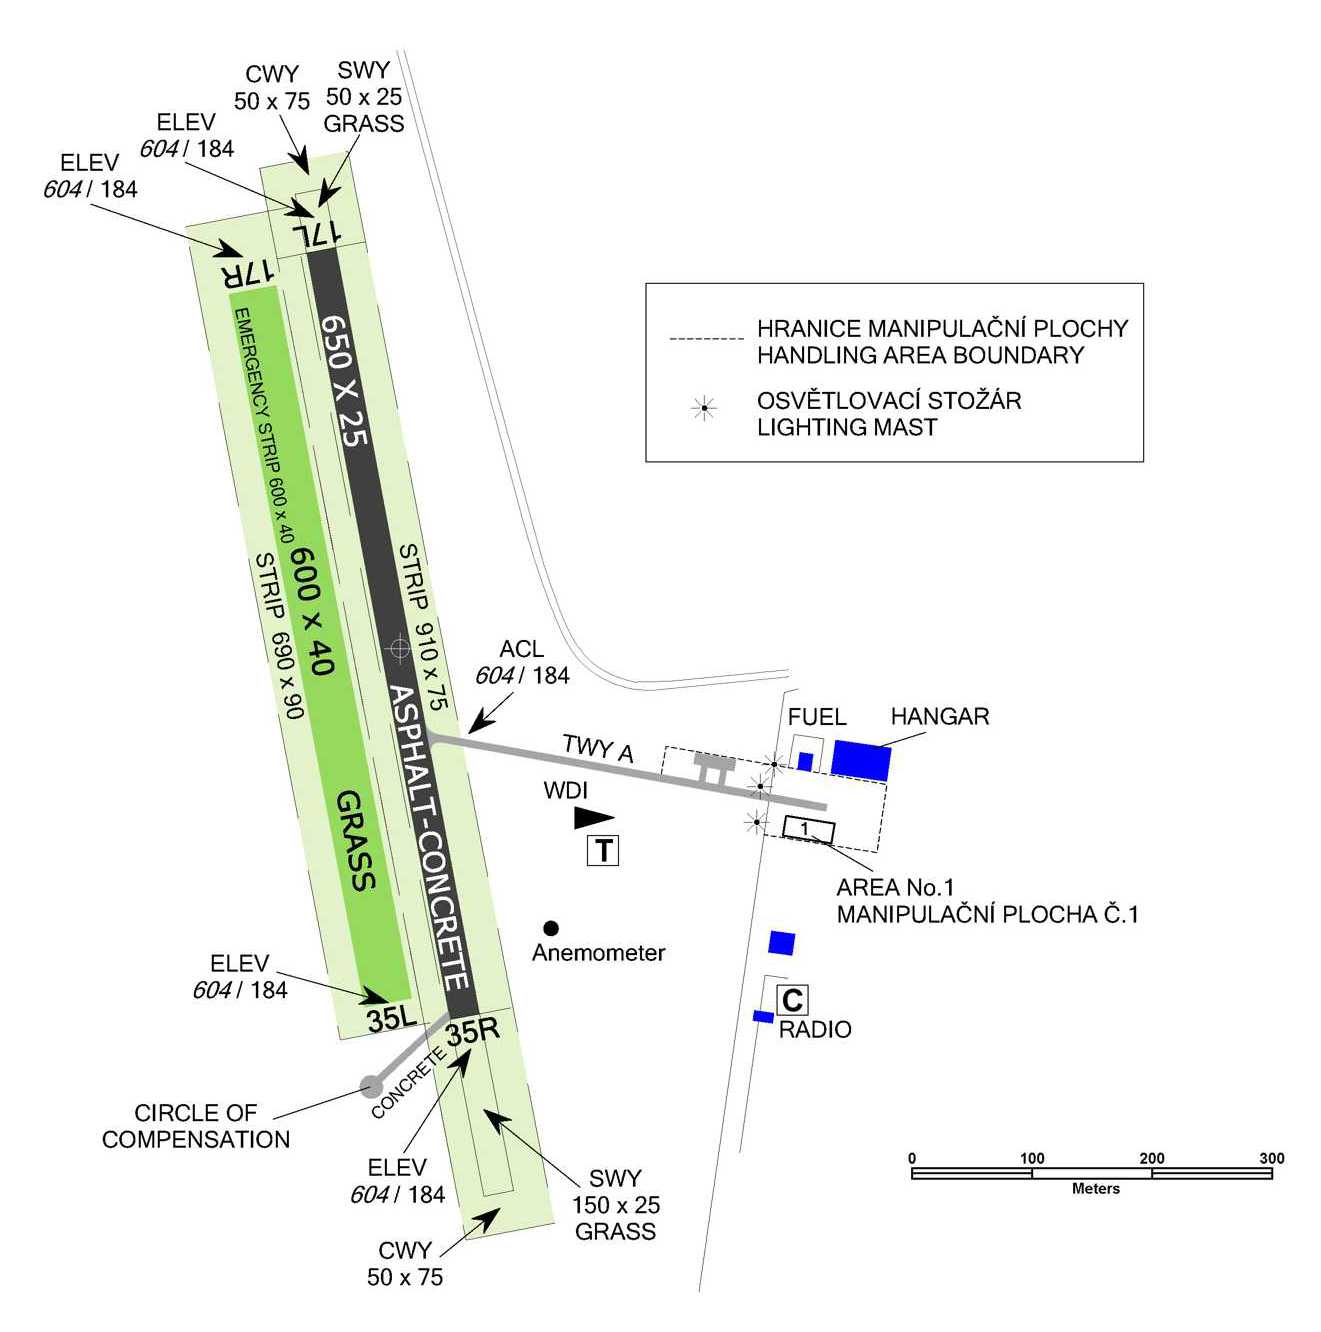 CWY
50 x 75
SWY
50 x 25
GRASS
ELEV
604 / 184
ELEV
604 / 184
17L
17R
650 X 25
EMERGENCY STRIP 600 x 40
600 x 40
STRIP 690 x 90
STRIP 910 x 75
HRANICE MANIPULAČNÍ PLOCHY
HANDLING AREA BOUNDARY
OSVĚTLOVACÍ STOŽÁR
LIGHTING MAST
ACL
604 / 184
ASPHALT-CONCRETE
GRASS
TWY A
FUEL
HANGAR
WDI
T
1
AREA No.1
MANIPULAČNÍ PLOCHA Č.1
Anemometer
ELEV
604 / 184
35L
35R
C
RADIO
CONCRETE
CIRCLE OF
COMPENSATION
ELEV
604 / 184
SWY
150 x 25
GRASS
CWY
50 x 75
0 100 200 300
Meters